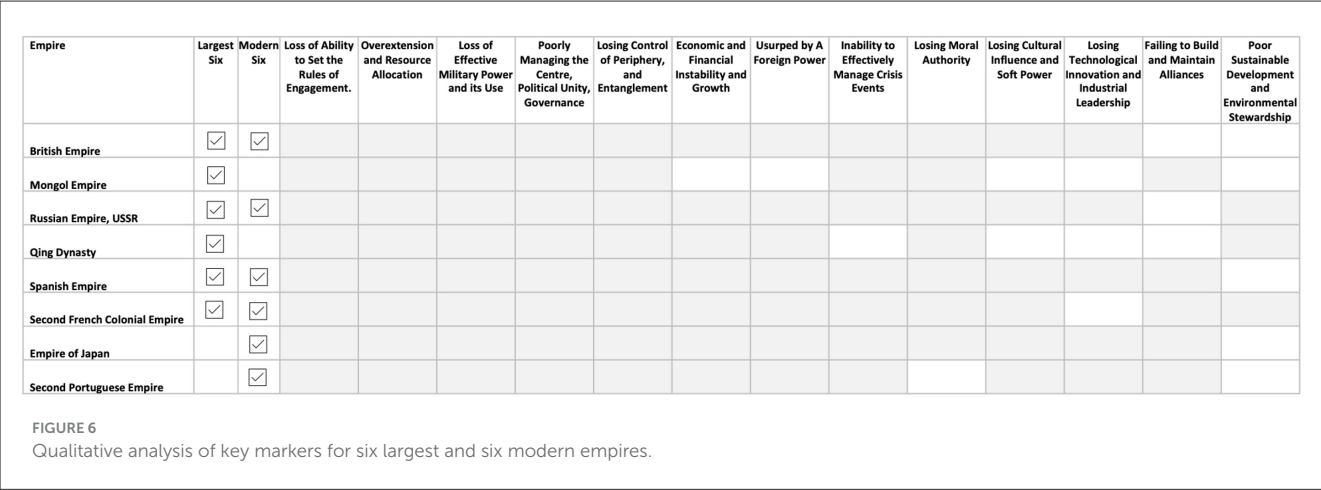 Empire
Largest Six
Modern Six
Loss of Ability to Set the Rules of Engagement.
Overextension and Resource Allocation
Loss of Effective Military Power and its Use
Poorly Managing the Centre, Political Unity, Governance
Losing Control of Periphery, and Entanglement
Economic and Financial Instability and Growth
Usurped by A Foreign Power
Inability to Effectively Manage Crisis Events
Losing Moral Authority
Losing Cultural Influence and Soft Power
Losing Technological Innovation and Industrial Leadership
Failing to Build and Maintain Alliances
Poor Sustainable Development and Environmental Stewardship
British Empire
Mongol Empire
Russian Empire, USSR
Qing Dynasty
Spanish Empire
Second French Colonial Empire
Empire of Japan
Second Portuguese Empire
FIGURE 6
Qualitative analysis of key markers for six largest and six modern empires.